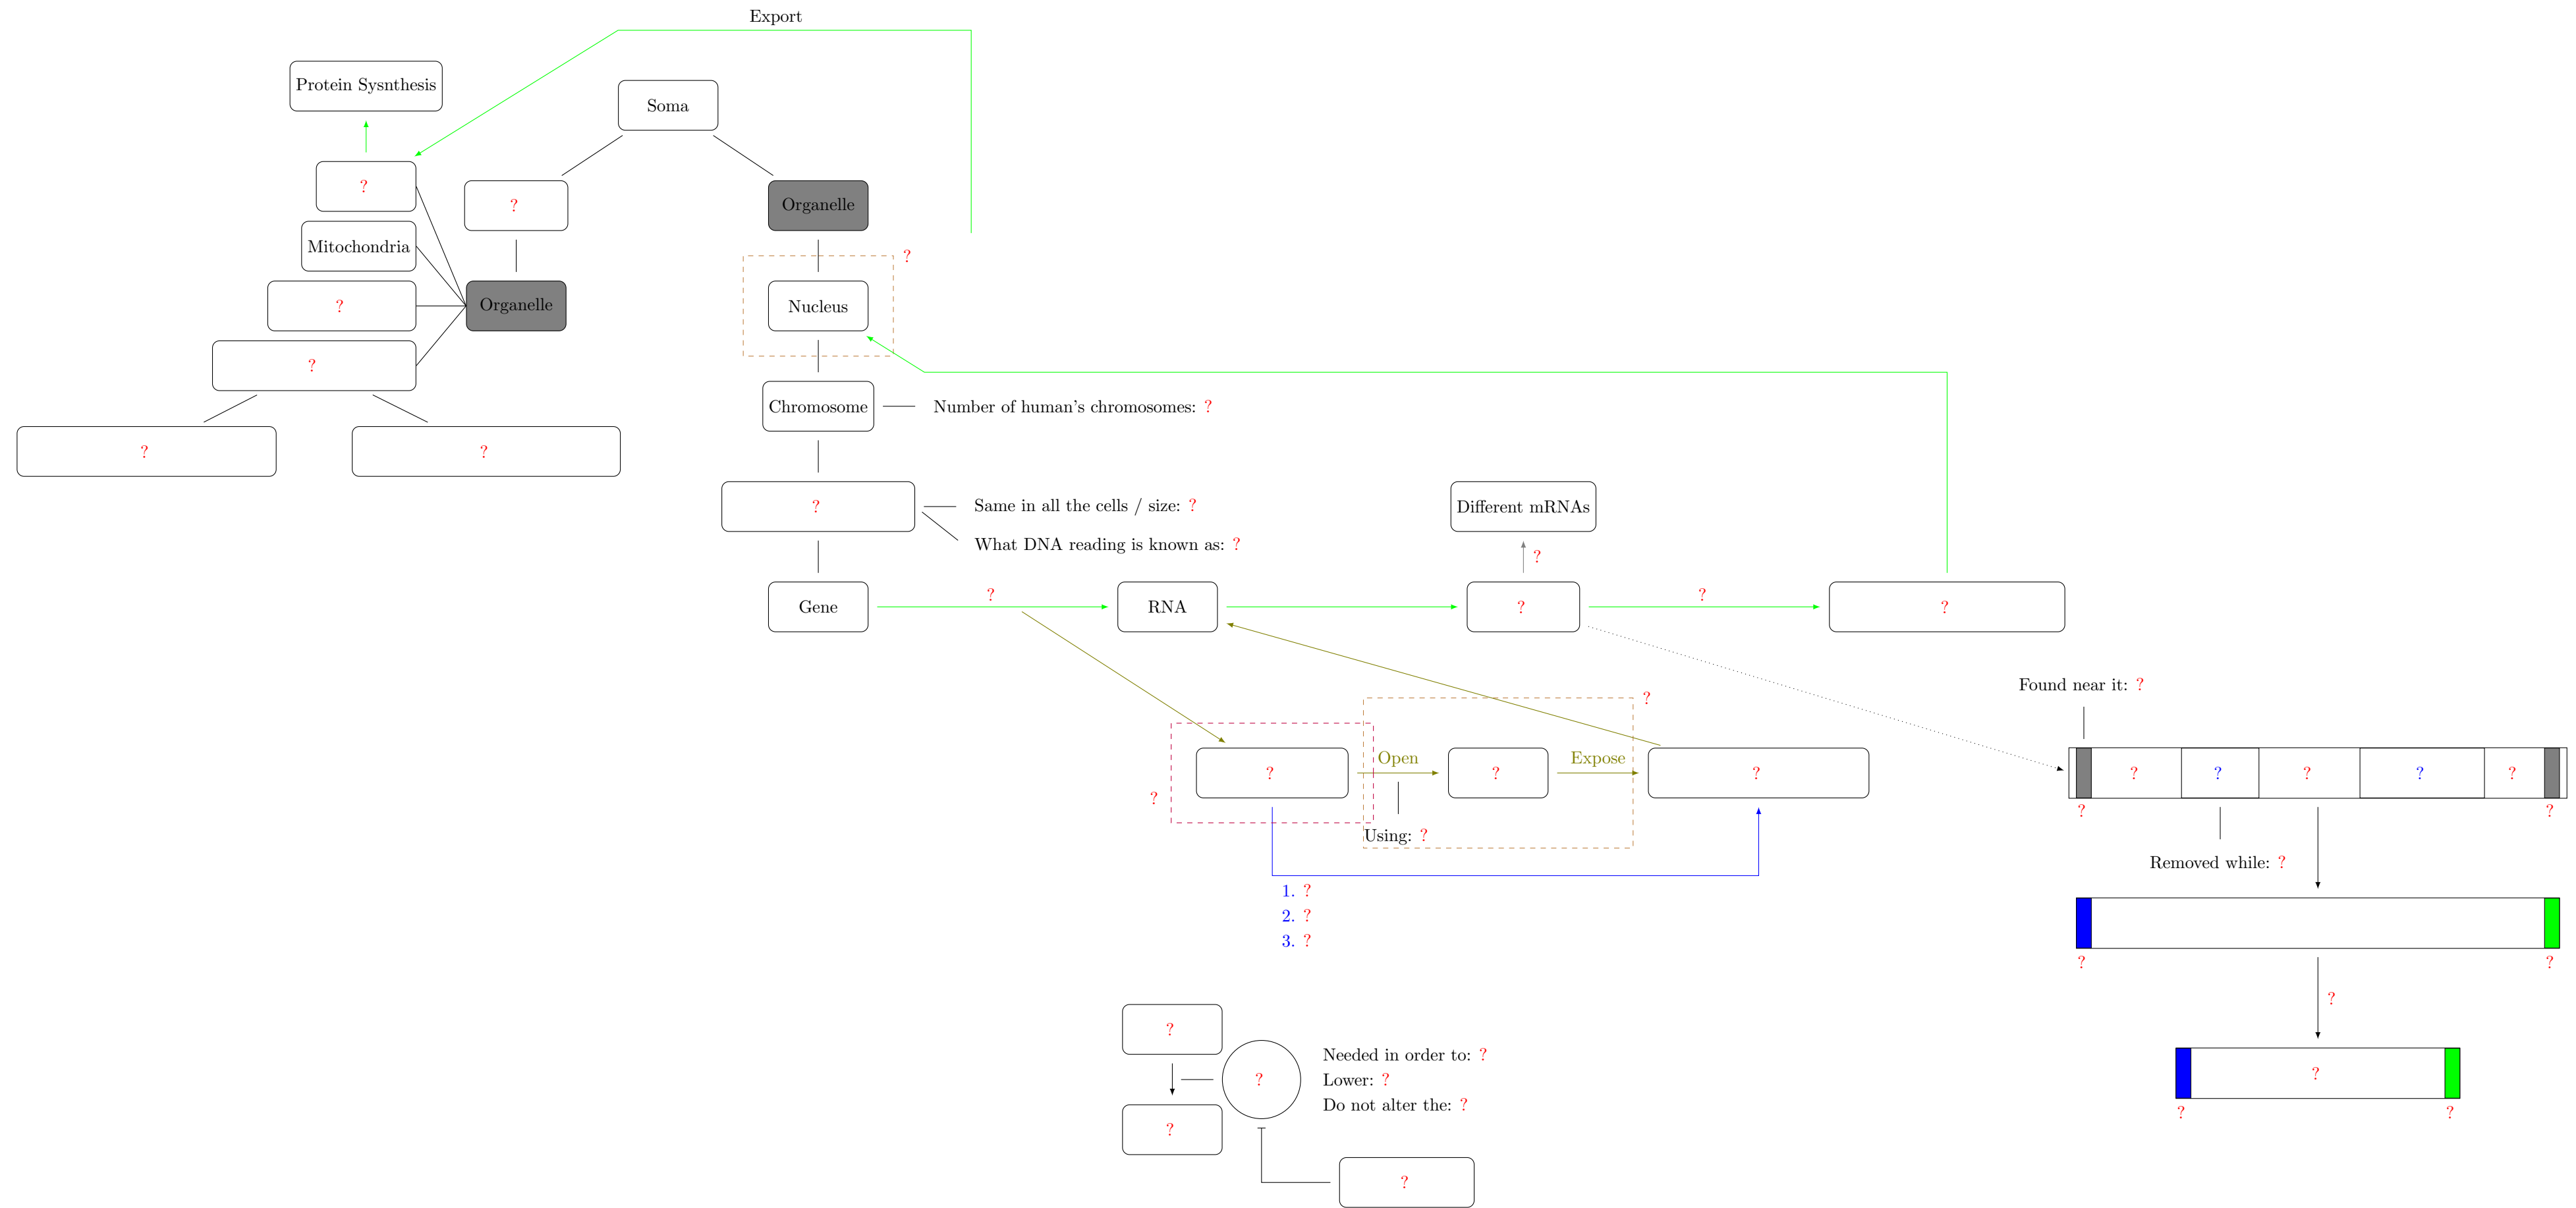 Export
Protein Sysnthesis
Soma
?
?
Organelle
Mitochondria
?
?
Organelle
Nucleus
?
?
?
Chromosome
Number of human's chromosomes: ?
?
Same in all the cells / size: ?
What DNA reading is known as: ?
Different mRNAs
?
Gene
?
RNA
?
?
?
Found near it: ?
?
?
?
Open
?
Expose
?
Using: ?
?
?
?
?
?
?
?
Removed while: ?
1. ?
2. ?
3. ?
?
?
?
?
?
Needed in order to: ?
Lower: ?
Do not alter the: ?
?
?
?
?
?